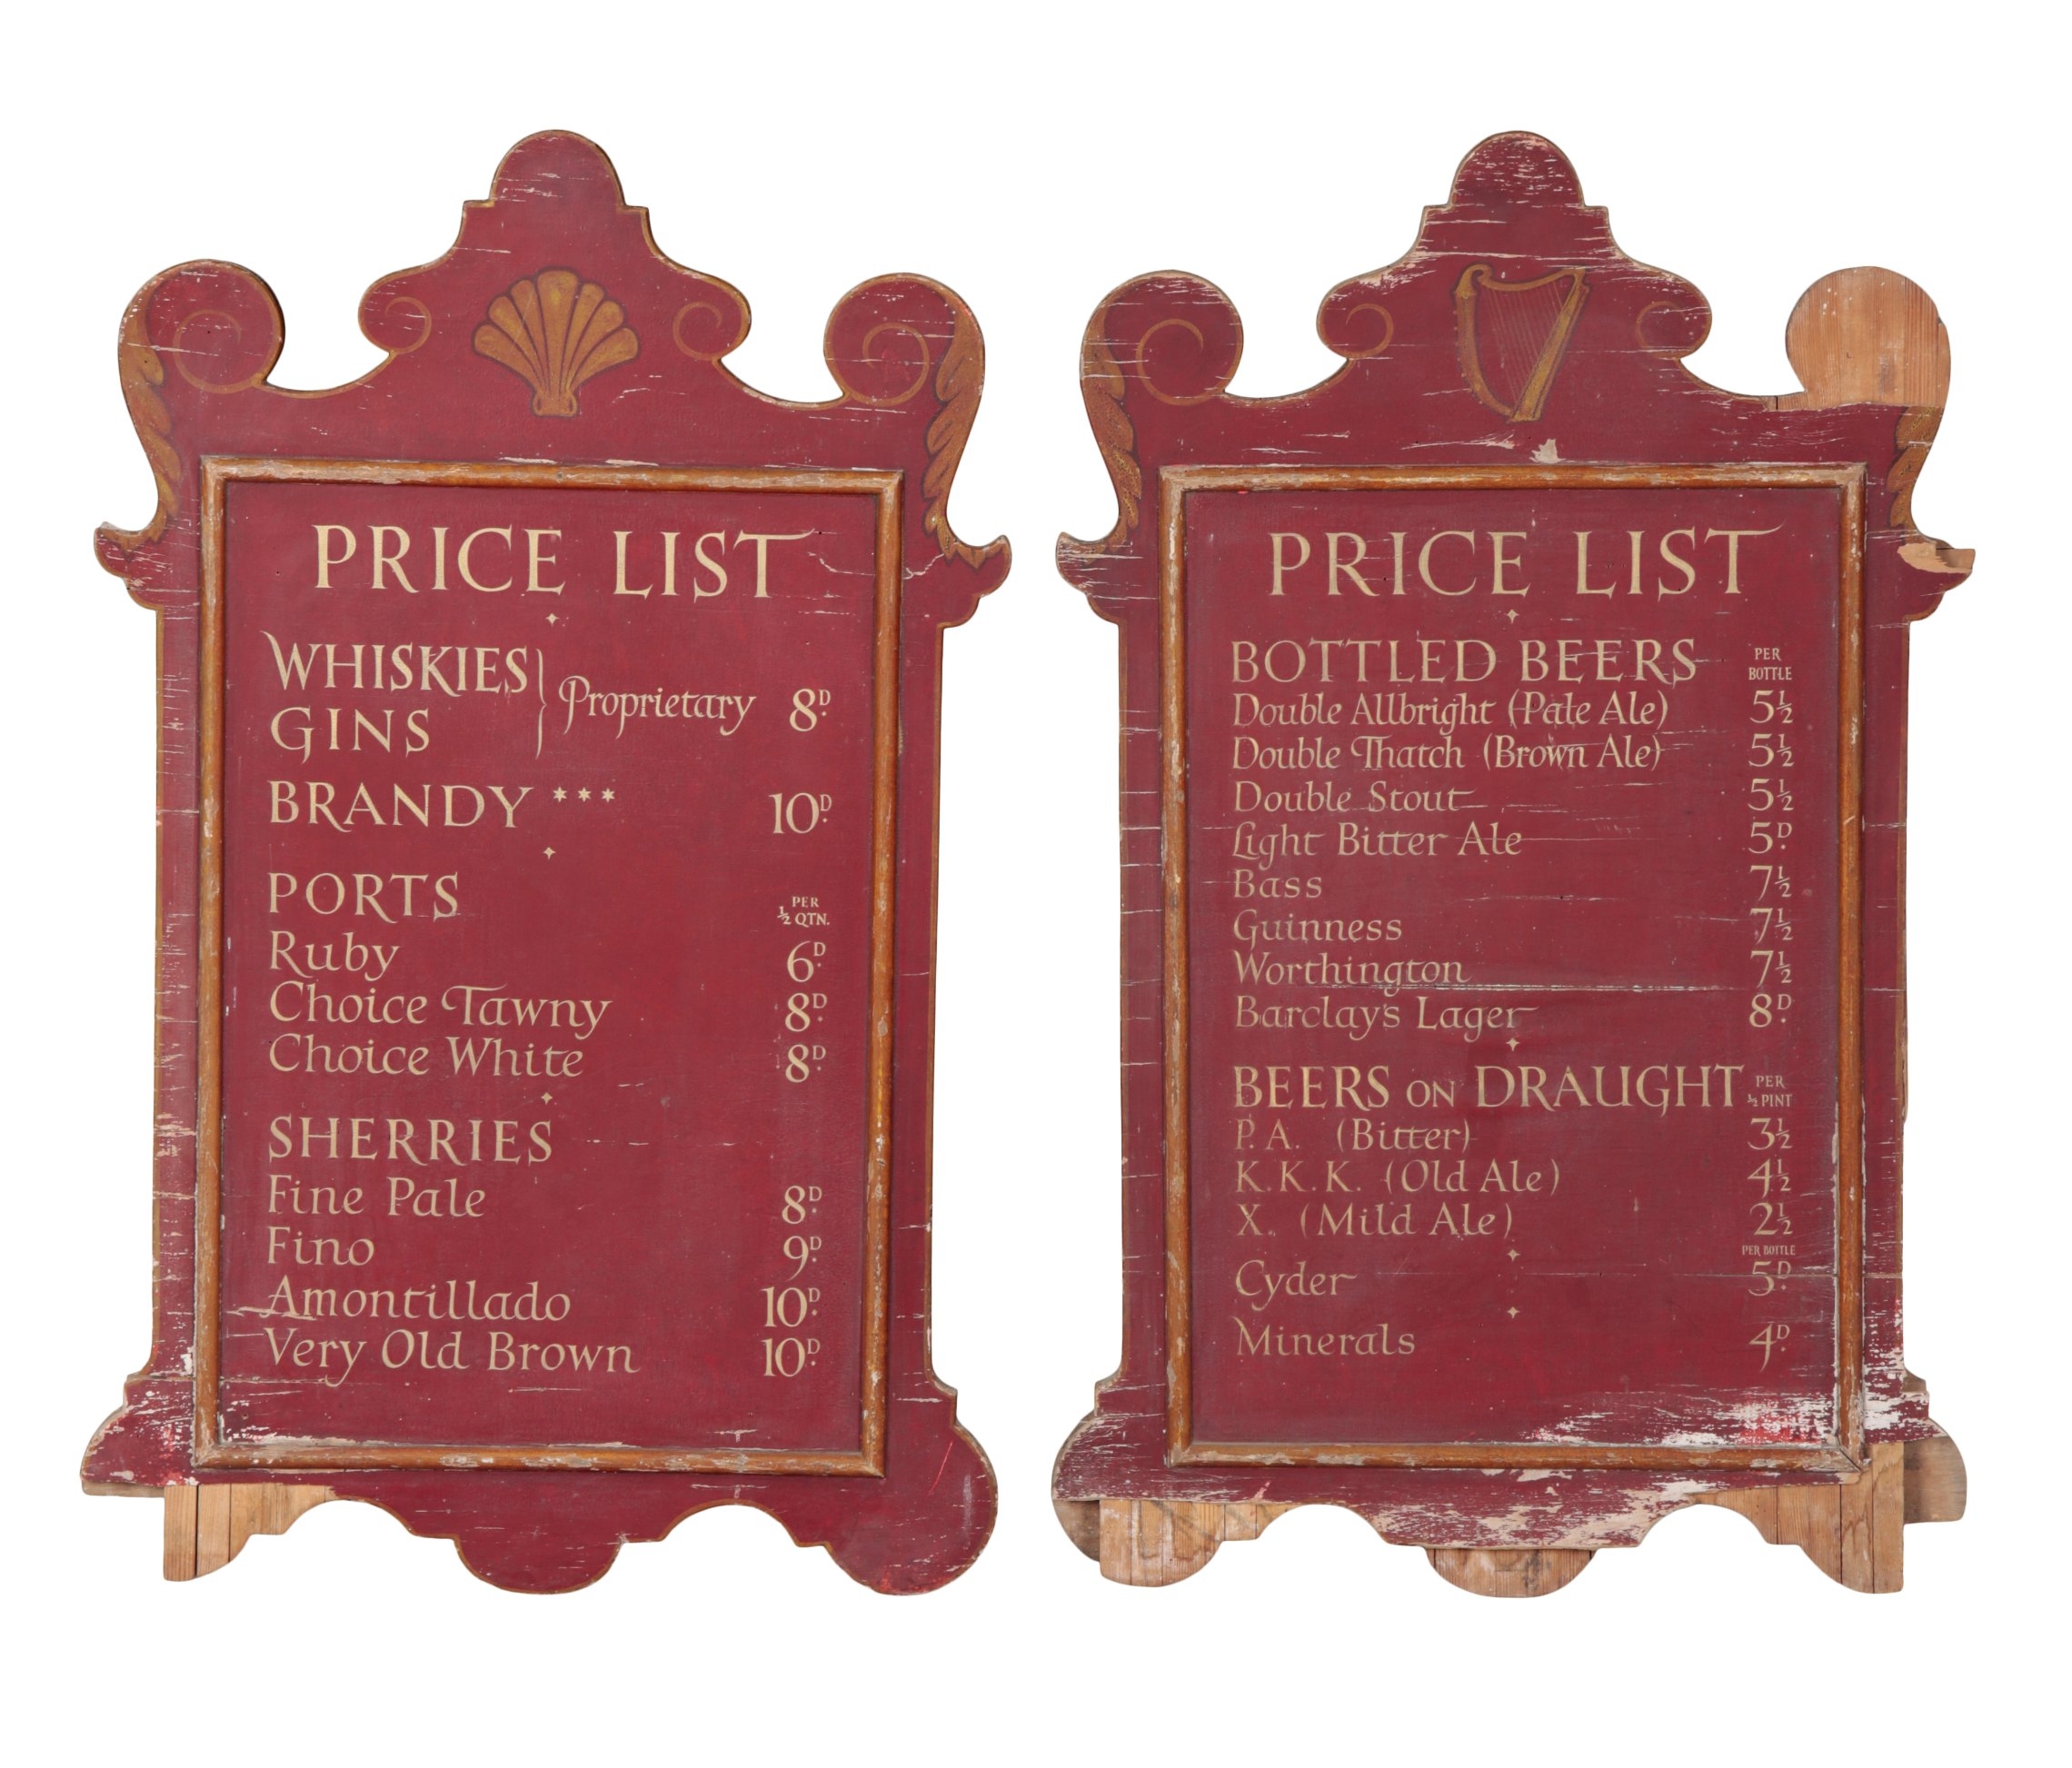 PRICE LIST
WHISKIES } Proprietary 8D.
GINS
BRANDY *** 10D.
PORTS PER ½ QTN.
Ruby 6D.
Choice Tawny 8D.
Choice White 8D.
SHERRIES
Fine Pale 8D.
Fino 9D.
Amontillado 10D.
Very Old Brown 10D.
PRICE LIST
BOTTLED BEERS PER BOTTLE
Double Allbright (Pale Ale) 5½
Double Thatch (Brown Ale) 5½
Double Stout 5½
Light Bitter Ale 5D.
Bass 7½
Guinness 7½
Worthington 7½
Barclay's Lager 8D.
BEERS ON DRAUGHT PER ½ PINT
P.A. (Bitter) 3½
K.K.K. (Old Ale) 4½
X. (Mild Ale) 2½
PER BOTTLE
Cyder 5D.
Minerals 4D.